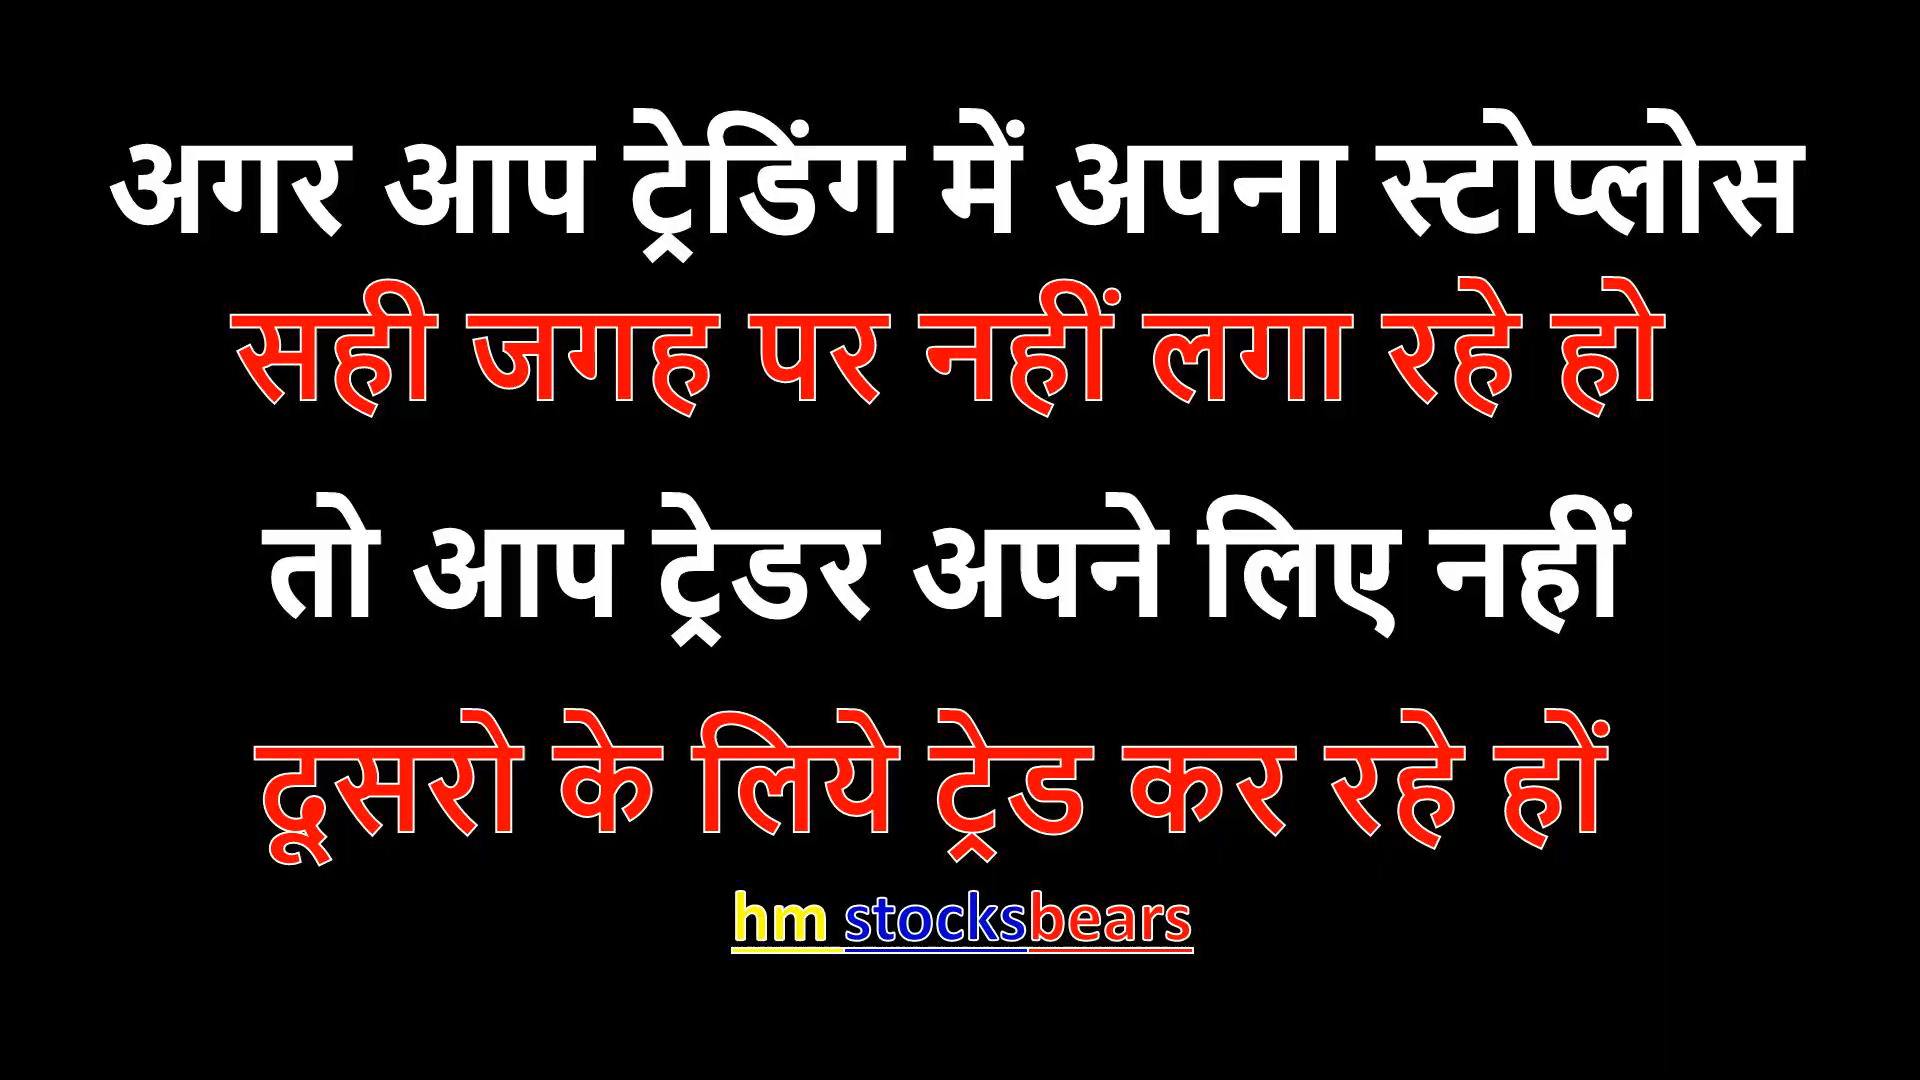 अगर आप ट्रेडिंग में अपना स्टोप्लोस
सही जगह पर नहीं लगा रहे हो
तो आप ट्रेडर अपने लिए नहीं
दूसरो के लिये ट्रेड कर रहे हों
hm stocksbears